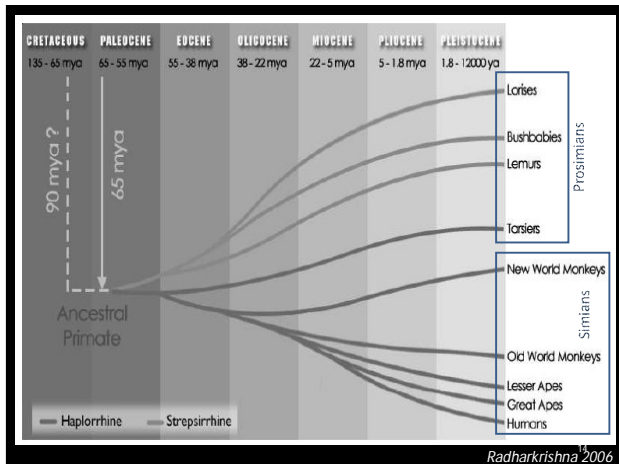 CRETACEOUS PALEOCENE EOCENE OLIGOCENE MIOCENE PLIOCENE PLEISTOCENE
135 - 65 mya 65 - 55 mya 55 - 38 mya 38 - 22 mya 22 - 5 mya 5 - 1.8 mya 1.8 - 12000 ya
90 mya ?
65 mya
Ancestral
Primate
Lorises
Bushbabies
Lemurs
Tarsiers
Prosimians
New World Monkeys
Old World Monkeys
Lesser Apes
Great Apes
Humans
Simians
Haplorrhine Strepsirrhine
14
Radharkrishna 2006